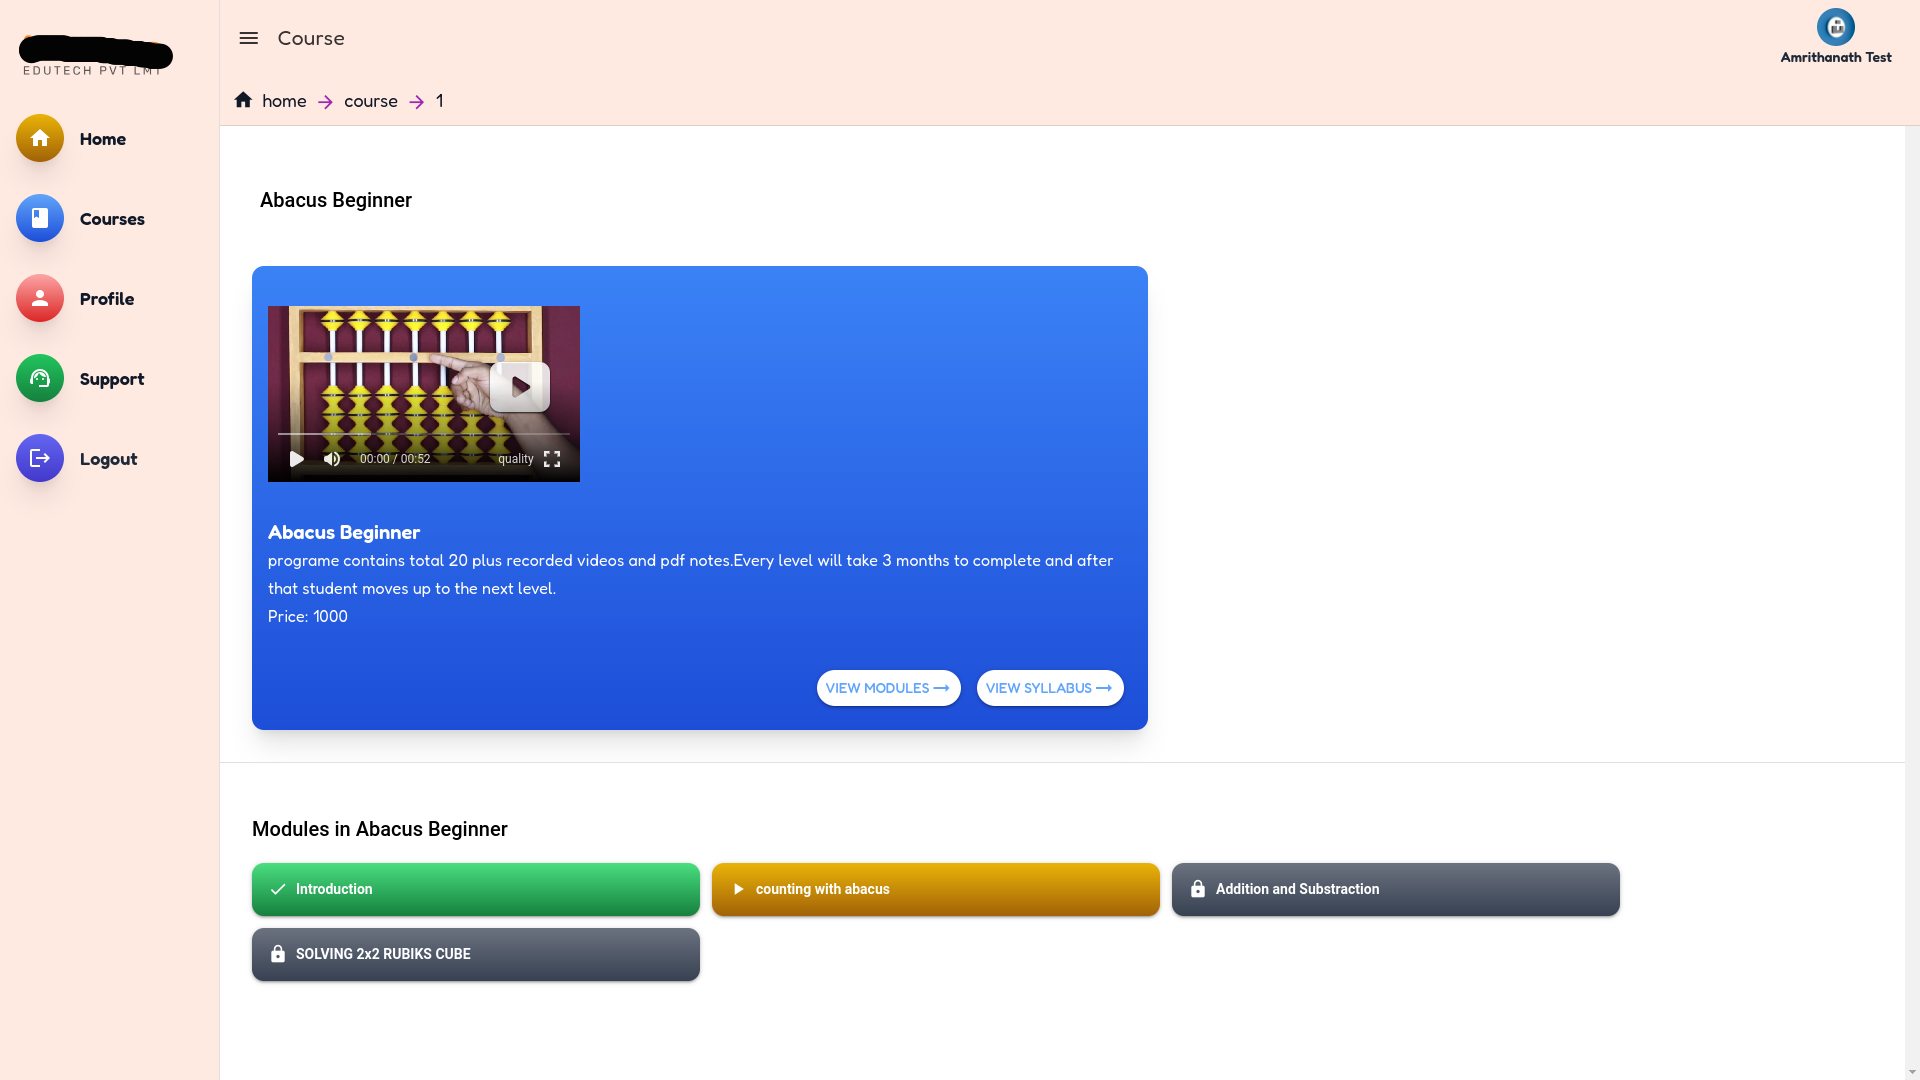 EDUTECH PVT LMT
Course
Amrithanath Test
home → course → 1
Home
Courses
Profile
Support
Logout
Abacus Beginner
00:00 / 00:52
quality
Abacus Beginner
programe contains total 20 plus recorded videos and pdf notes.Every level will take 3 months to complete and after
that student moves up to the next level.
Price: 1000
VIEW MODULES →
VIEW SYLLABUS →
Modules in Abacus Beginner
Introduction
counting with abacus
Addition and Substraction
SOLVING 2x2 RUBIKS CUBE